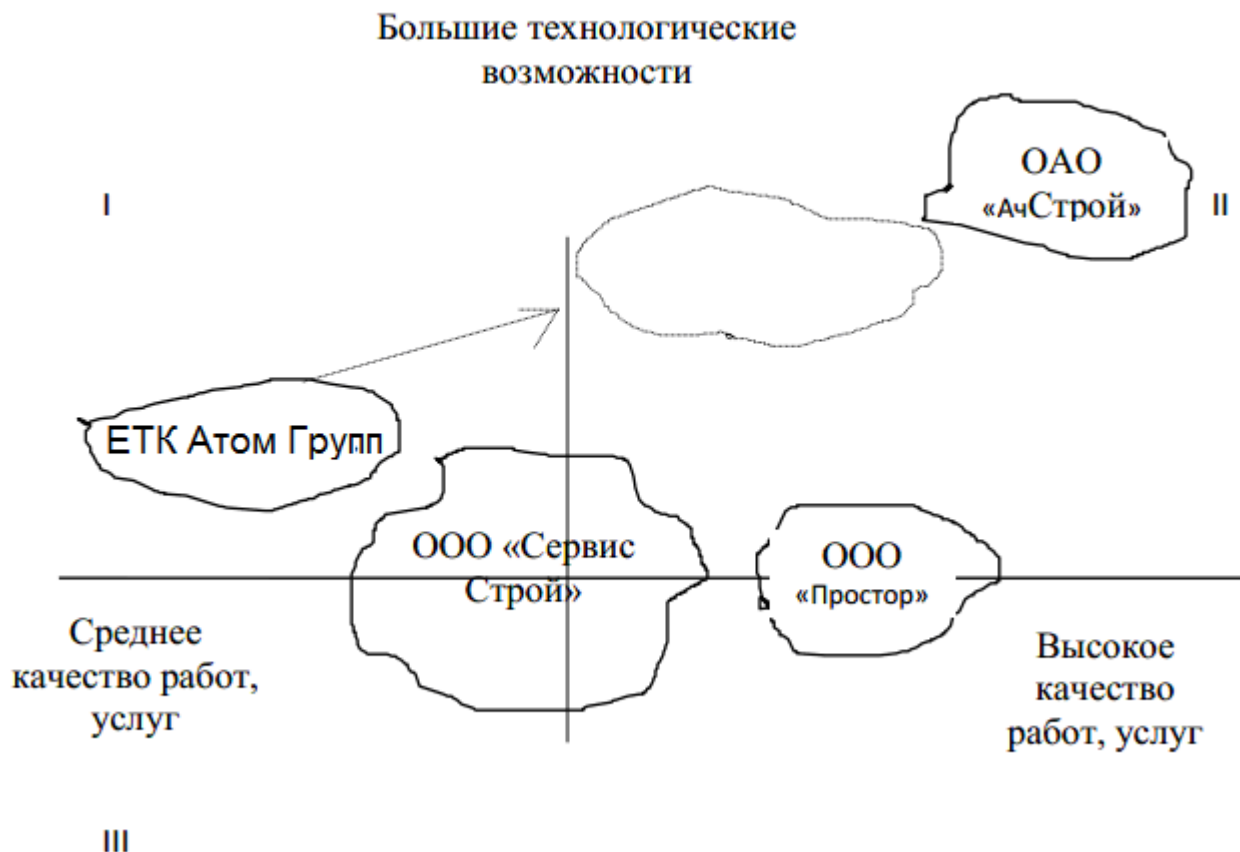 Большие технологические
возможности
I
ОАО
«АчСтрой»
II
ЕТК Атом Групп
ООО «Сервис
Строй»
ООО
«Простор»
Среднее
качество работ,
услуг
Высокое
качество
работ, услуг
III